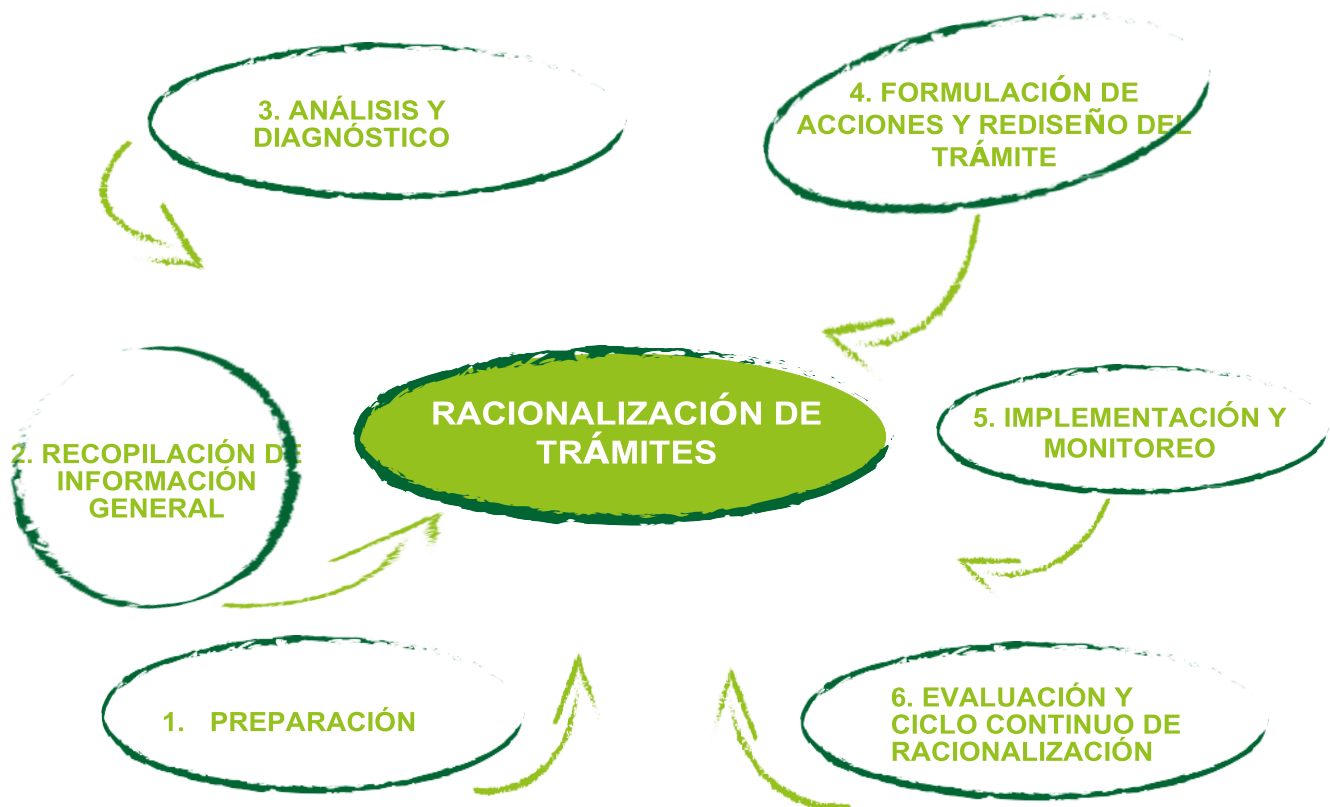 3. ANÁLISIS Y
DIAGNÓSTICO
4. FORMULACIÓN DE
ACCIONES Y REDISEÑO DEL
TRÁMITE
RACIONALIZACIÓN DE
TRÁMITES
2. RECOPILACIÓN DE
INFORMACIÓN
GENERAL
5. IMPLEMENTACIÓN Y
MONITOREO
1. PREPARACIÓN
6. EVALUACIÓN Y
CICLO CONTINUO DE
RACIONALIZACIÓN